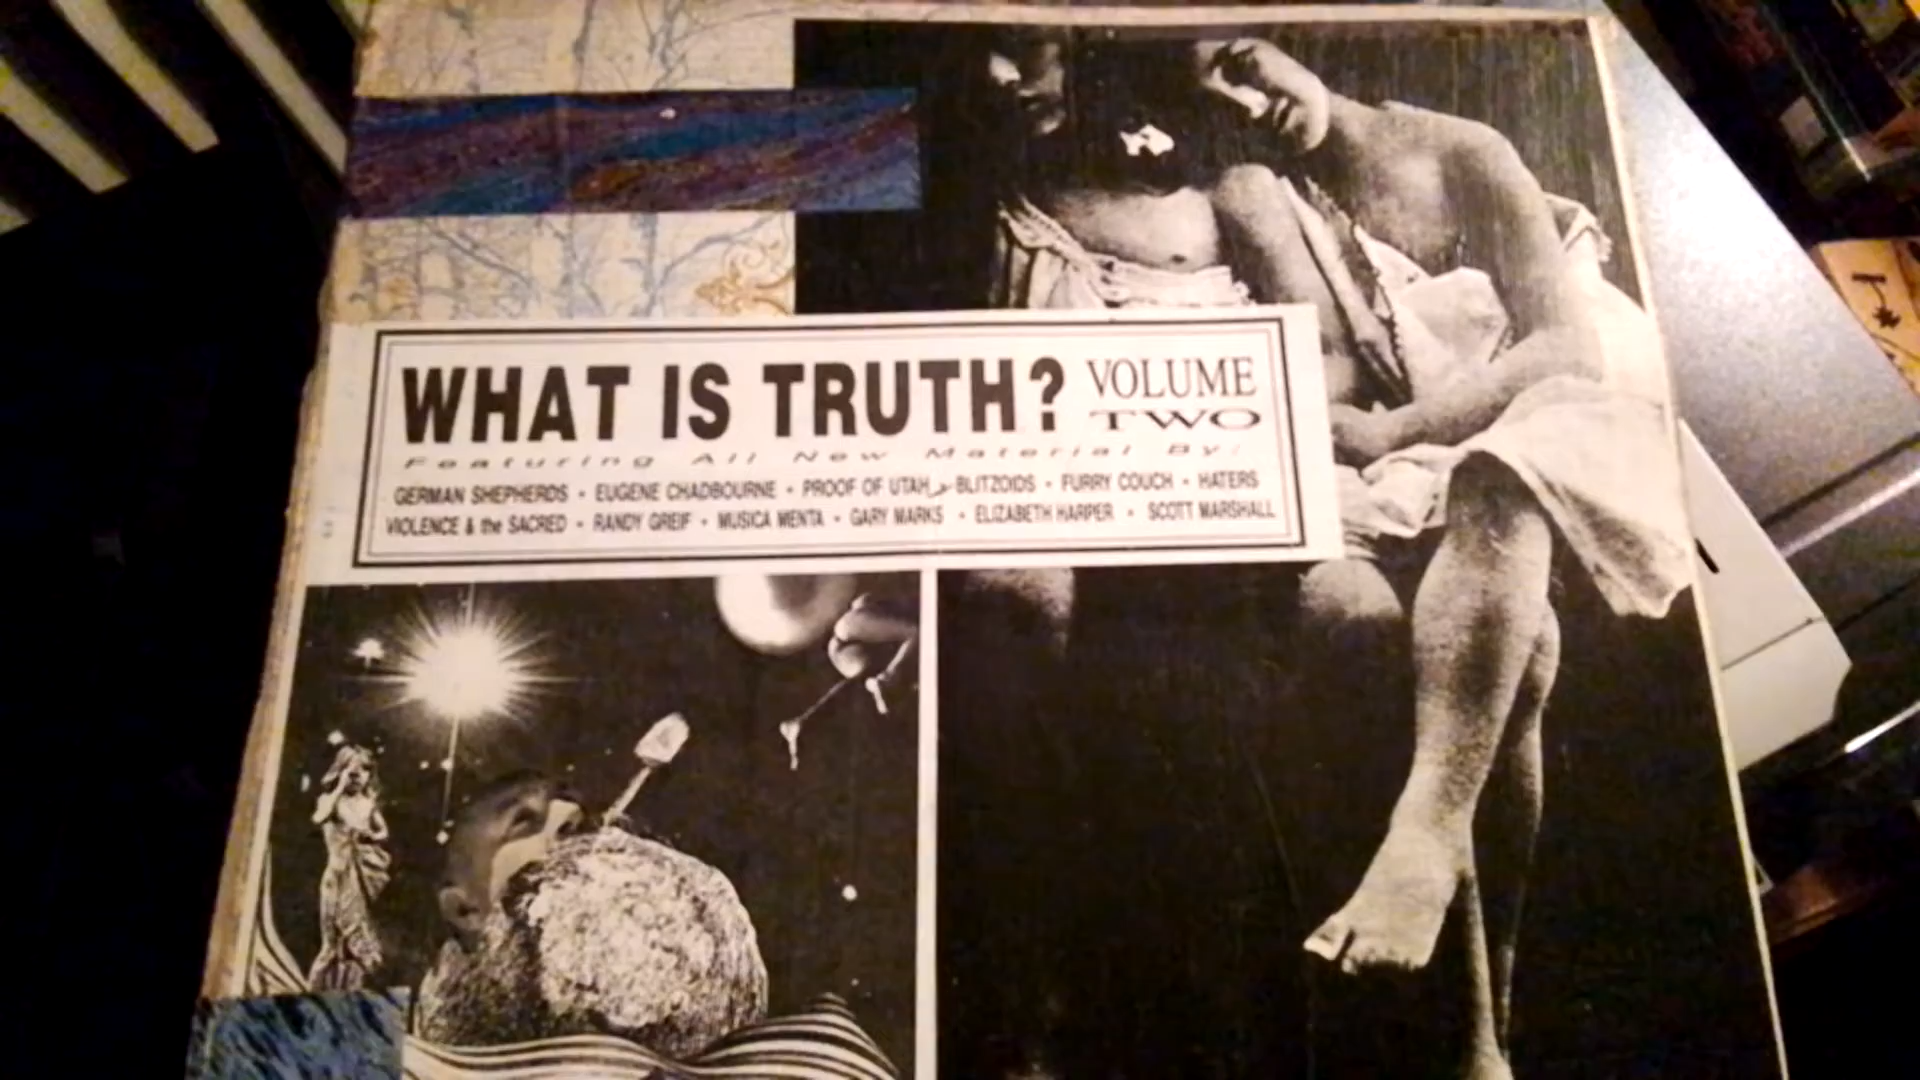 WHAT IS TRUTH? VOLUME TWO
Featuring All New Material By:
GERMAN SHEPHERDS • EUGENE CHADBOURNE • PROOF OF UTAH • BLITZOIDS • FURRY COUCH • HATERS
VIOLENCE & the SACRED • RANDY GREIF • MUSICA MENTA • GARY MARKS • ELIZABETH HARPER • SCOTT MARSHALL